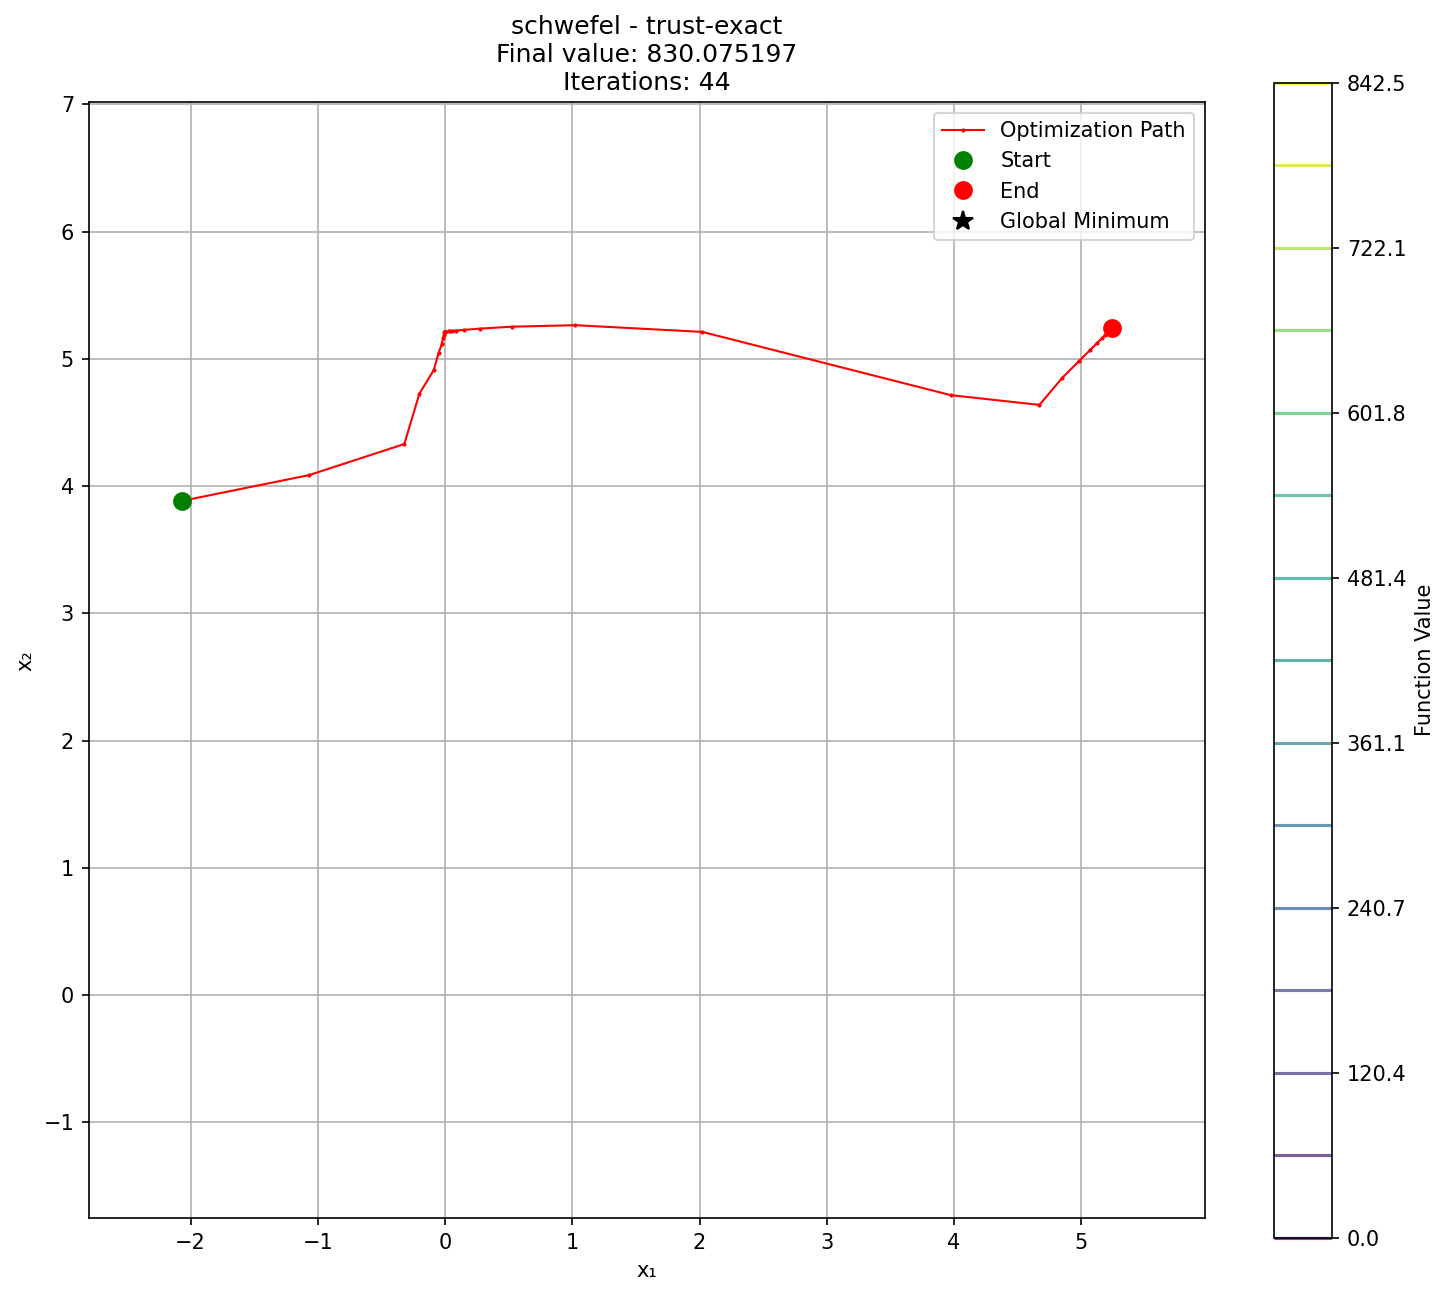 schwefel - trust-exact
Final value: 830.075197
Iterations: 44
Optimization Path
Start
End
Global Minimum
7
6
5
4
3
2
1
0
−1
x₂
−2
−1
0
1
2
3
4
5
x₁
842.5
722.1
601.8
481.4
361.1
240.7
120.4
0.0
Function Value